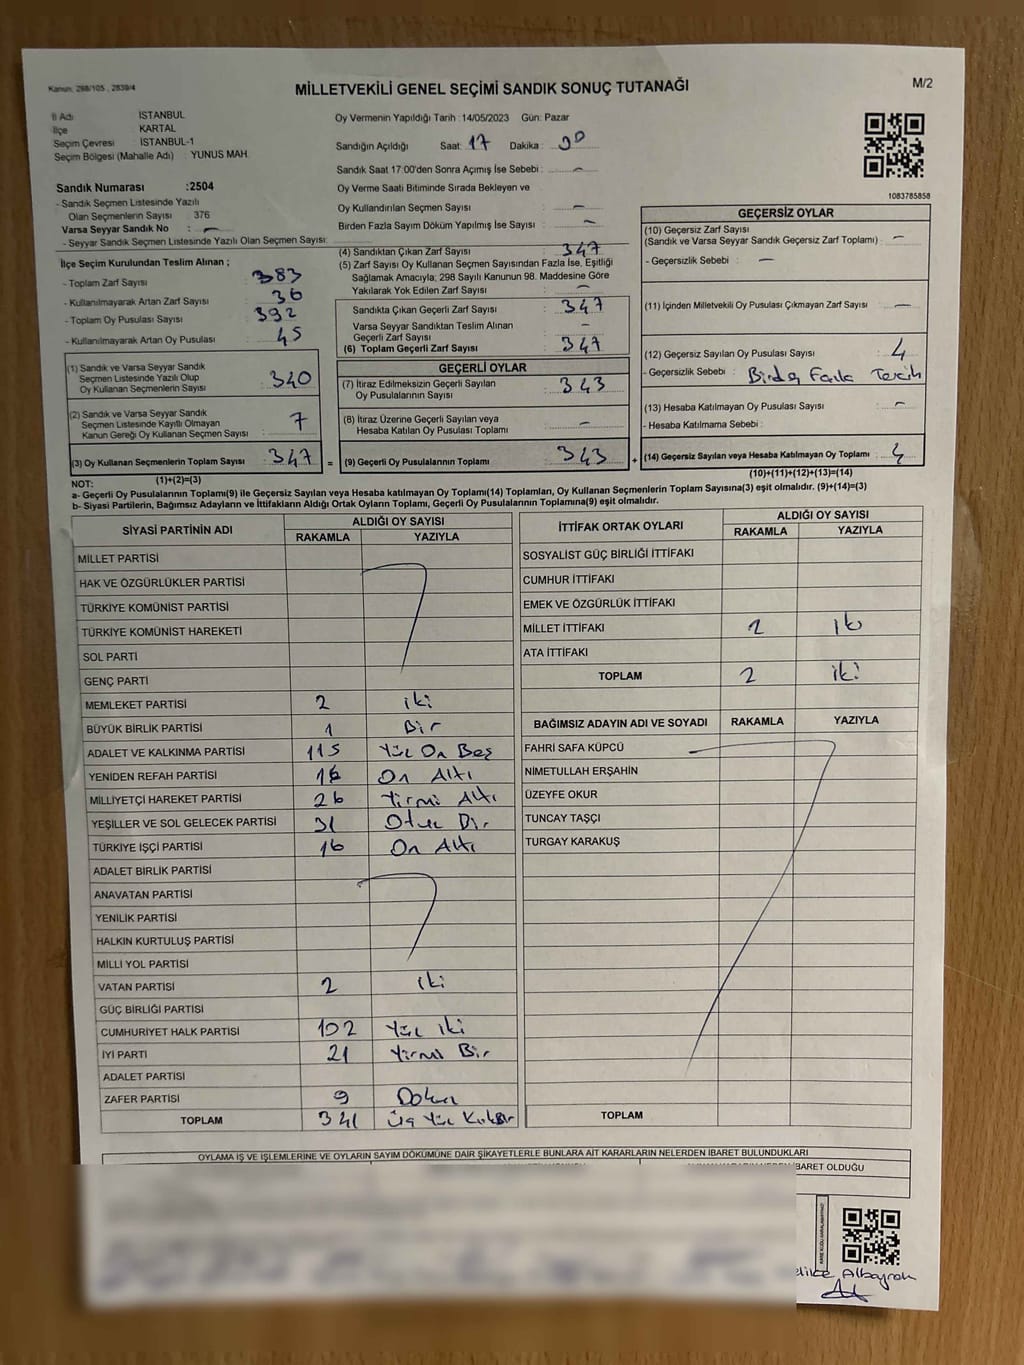 Kanun: 298/105 , 2839/4
MİLLETVEKİLİ GENEL SEÇİMİ SANDIK SONUÇ TUTANAĞI
M/2
İl Adı İSTANBUL
İlçe KARTAL
Seçim Çevresi : İSTANBUL-1
Seçim Bölgesi (Mahalle Adı) : YUNUS MAH.
Sandık Numarası :2504
- Sandık Seçmen Listesinde Yazılı
Olan Seçmenlerin Sayısı 376
Varsa Seyyar Sandık No : -
- Seyyar Sandık Seçmen Listesinde Yazılı Olan Seçmen Sayısı:
İlçe Seçim Kurulundan Teslim Alınan ;
- Toplam Zarf Sayısı : 383
- Kullanılmayarak Artan Zarf Sayısı : 36
- Toplam Oy Pusulası Sayısı : 392
- Kullanılmayarak Artan Oy Pusulası : 45
(1) Sandık ve Varsa Seyyar Sandık
Seçmen Listesinde Yazılı Olup
Oy Kullanan Seçmenlerin Sayısı : 340
(2) Sandık ve Varsa Seyyar Sandık
Seçmen Listesinde Kayıtlı Olmayan
Kanun Gereği Oy Kullanan Seçmen Sayısı : 7
(3) Oy Kullanan Seçmenlerin Toplam Sayısı : 347 =
(1)+(2)=(3)
Oy Vermenin Yapıldığı Tarih : 14/05/2023 Gün: Pazar
Sandığın Açıldığı Saat: 17 Dakika :
Sandık Saat 17:00'den Sonra Açımış İse Sebebi : -
Oy Verme Saati Bitiminde Sırada Bekleyen ve
Oy Kullandırılan Seçmen Sayısı : -
Birden Fazla Sayım Döküm Yapılmış İse Sayısı : -
(4) Sandıktan Çıkan Zarf Sayısı : 347
(5) Zarf Sayısı Oy Kullanan Seçmen Sayısından Fazla İse, Eşitliği
Sağlamak Amacıyla; 298 Sayılı Kanunun 98. Maddesine Göre
Yakılarak Yok Edilen Zarf Sayısı : -
Sandıkta Çıkan Geçerli Zarf Sayısı : 347
Varsa Seyyar Sandıktan Teslim Alınan
Geçerli Zarf Sayısı : -
(6) Toplam Geçerli Zarf Sayısı : 347
GEÇERLİ OYLAR
(7) İtiraz Edilmeksizin Geçerli Sayılan
Oy Pusulasının Sayısı : 343
(8) İtiraz Üzerine Geçerli Sayılan veya
Hesaba Katılan Oy Pusulası Toplamı : -
(9) Geçerli Oy Pusulalarının Toplamı : 343 +
1083785858
GEÇERSİZ OYLAR
(10) Geçersiz Zarf Sayısı
(Sandık ve Varsa Seyyar Sandık Geçersiz Zarf Toplamı) : -
- Geçersizlik Sebebi : -
(11) İçinden Milletvekili Oy Pusulası Çıkmayan Zarf Sayısı : -
(12) Geçersiz Sayılan Oy Pusulası Sayısı : 4
- Geçersizlik Sebebi : Tercih
(13) Hesaba Katılmayan Oy Pusulası Sayısı : -
- Hesaba Katılmama Sebebi :
(14) Geçersiz Sayılan veya Hesaba Katılmayan Oy Toplamı : 4
(10)+(11)+(12)+(13)=(14)
NOT:
a- Geçerli Oy Pusulalarının Toplamı(9) ile Geçersiz Sayılan veya Hesaba katılmayan Oy Toplamı(14) Toplamları, Oy Kullanan Seçmenlerin Toplam Sayısına(3) eşit olmalıdır. (9)+(14)=(3)
b- Siyasi Partilerin, Bağımsız Adayların ve İttifakların Aldığı Ortak Oyların Toplamı, Geçerli Oy Pusulalarının Toplamına(9) eşit olmalıdır.
SİYASİ PARTİNİN ADI ALDIĞI OY SAYISI
RAKAMLA YAZIYLA
MİLLET PARTİSİ
HAK VE ÖZGÜRLÜKLER PARTİSİ
TÜRKİYE KOMÜNİST PARTİSİ
TÜRKİYE KOMÜNİST HAREKETİ
SOL PARTİ
GENÇ PARTİ
MEMLEKET PARTİSİ 2 iki
BÜYÜK BİRLİK PARTİSİ 1 Bir
ADALET VE KALKINMA PARTİSİ 115 Yüz On Beş
YENİDEN REFAH PARTİSİ 16 On Altı
MİLLİYETÇİ HAREKET PARTİSİ 26 Yirmi Altı
YEŞİLLER VE SOL GELECEK PARTİSİ 31 Otuz Bir
TÜRKİYE İŞÇİ PARTİSİ 16 On Altı
ADALET BİRLİK PARTİSİ
ANAVATAN PARTİSİ
YENİLİK PARTİSİ
HALKIN KURTULUŞ PARTİSİ
MİLLİ YOL PARTİSİ
VATAN PARTİSİ 2 iki
GÜÇ BİRLİĞİ PARTİSİ
CUMHURİYET HALK PARTİSİ 102 Yüz iki
İYİ PARTİ 21 Yirmi Bir
ADALET PARTİSİ
ZAFER PARTİSİ 9 Dokuz
TOPLAM 341 Üç Yüz
İTTİFAK ORTAK OYLARI ALDIĞI OY SAYISI
RAKAMLA YAZIYLA
SOSYALİST GÜÇ BİRLİĞİ İTTİFAKI
CUMHUR İTTİFAKI
EMEK VE ÖZGÜRLÜK İTTİFAKI
MİLLET İTTİFAKI 2 iki
ATA İTTİFAKI
TOPLAM 2 iki
BAĞIMSIZ ADAYIN ADI VE SOYADI RAKAMLA YAZIYLA
FAHRİ SAFA KÜPCÜ
NİMETULLAH ERŞAHİN
ÜZEYFE OKUR
TUNCAY TAŞÇI
TURGAY KARAKUŞ
TOPLAM
OYLAMA İŞ VE İŞLEMLERİNE VE OYLARIN SAYIM DÖKÜMÜNE DAİR ŞİKAYETLERLE BUNLARA AİT KARARLARIN NELERDEN İBARET BULUNDUKLARI
İBARET OLDUĞU
Albayrak